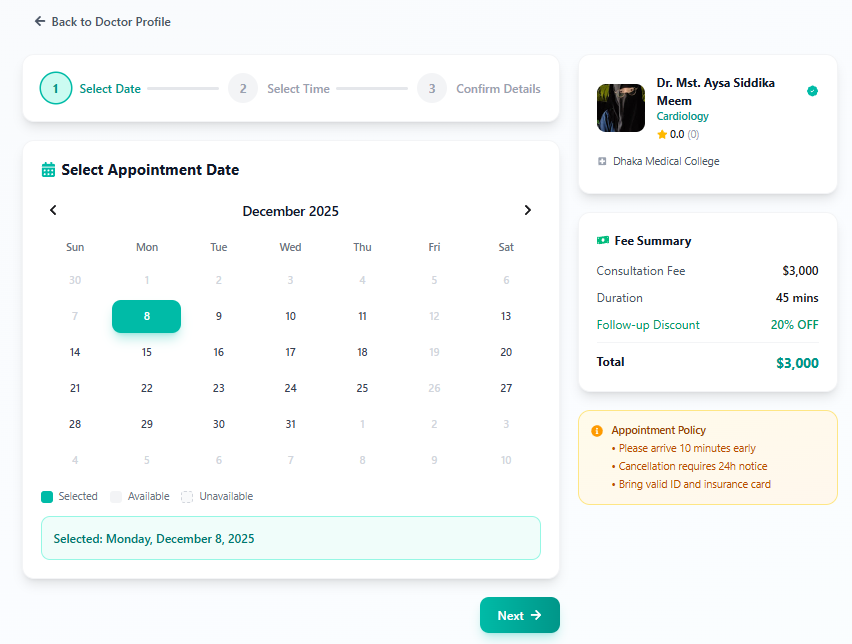 Back to Doctor Profile
1 Select Date 2 Select Time 3 Confirm Details
Select Appointment Date
December 2025
Sun Mon Tue Wed Thu Fri Sat
30 1 2 3 4 5 6
7 8 9 10 11 12 13
14 15 16 17 18 19 20
21 22 23 24 25 26 27
28 29 30 31 1 2 3
4 5 6 7 8 9 10
Selected Available Unavailable
Selected: Monday, December 8, 2025
Next
Dr. Mst. Aysa Siddika
Meem
Cardiology
0.0 (0)
Dhaka Medical College
Fee Summary
Consultation Fee $3,000
Duration 45 mins
Follow-up Discount 20% OFF
Total $3,000
Appointment Policy
• Please arrive 10 minutes early
• Cancellation requires 24h notice
• Bring valid ID and insurance card